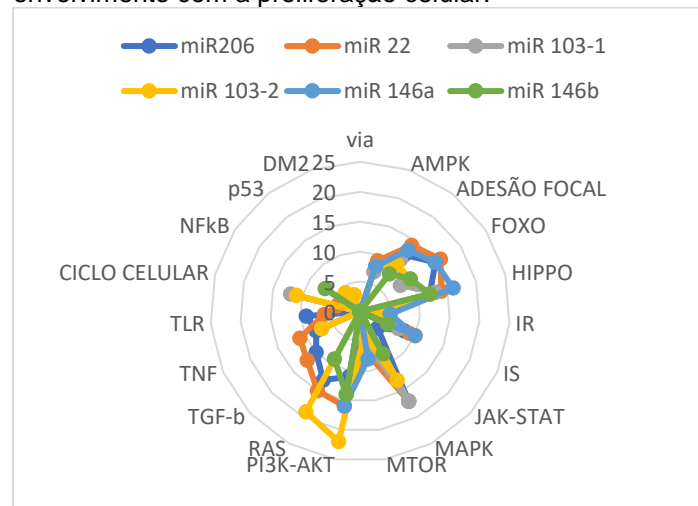 envolvimento com a proliferação celular.
miR206 miR 22 miR 103-1
miR 103-2 miR 146a miR 146b
via
DM2 25 AMPK
p53 20 ADESÃO FOCAL
NFkB 15 FOXO
10
CICLO CELULAR 5 HIPPO
TLR 0 IR
TNF IS
TGF-b JAK-STAT
RAS MAPK
PI3K-AKT MTOR